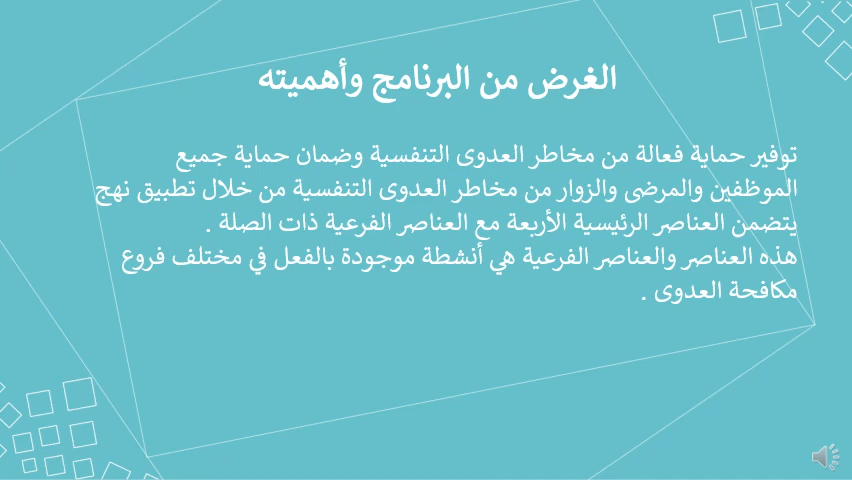 الغرض من البرنامج وأهميته
توفير حماية فعالة من مخاطر العدوى التنفسية وضمان حماية جميع
الموظفين والمرضى والزوار من مخاطر العدوى التنفسية من خلال تطبيق نهج
يتضمن العناصر الرئيسية الأربعة مع العناصر الفرعية ذات الصلة .
هذه العناصر والعناصر الفرعية هي أنشطة موجودة بالفعل في مختلف فروع
مكافحة العدوى .